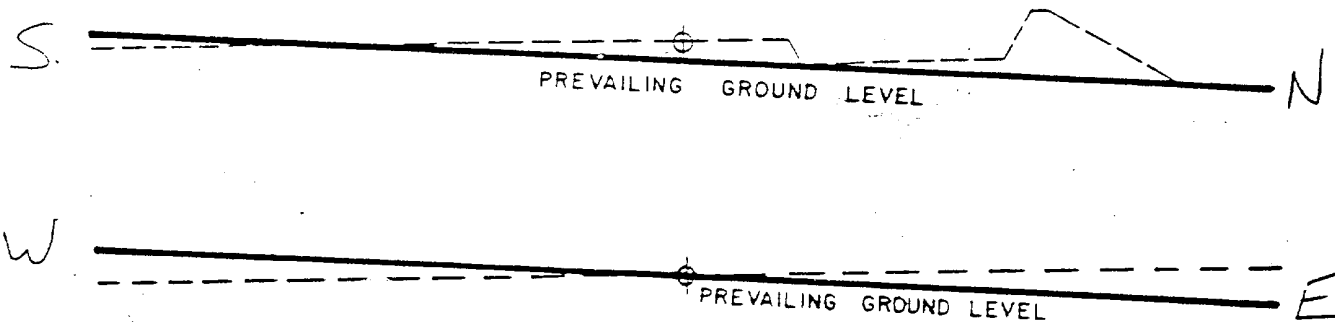 S.
N
PREVAILING GROUND LEVEL
W
E
PREVAILING GROUND LEVEL